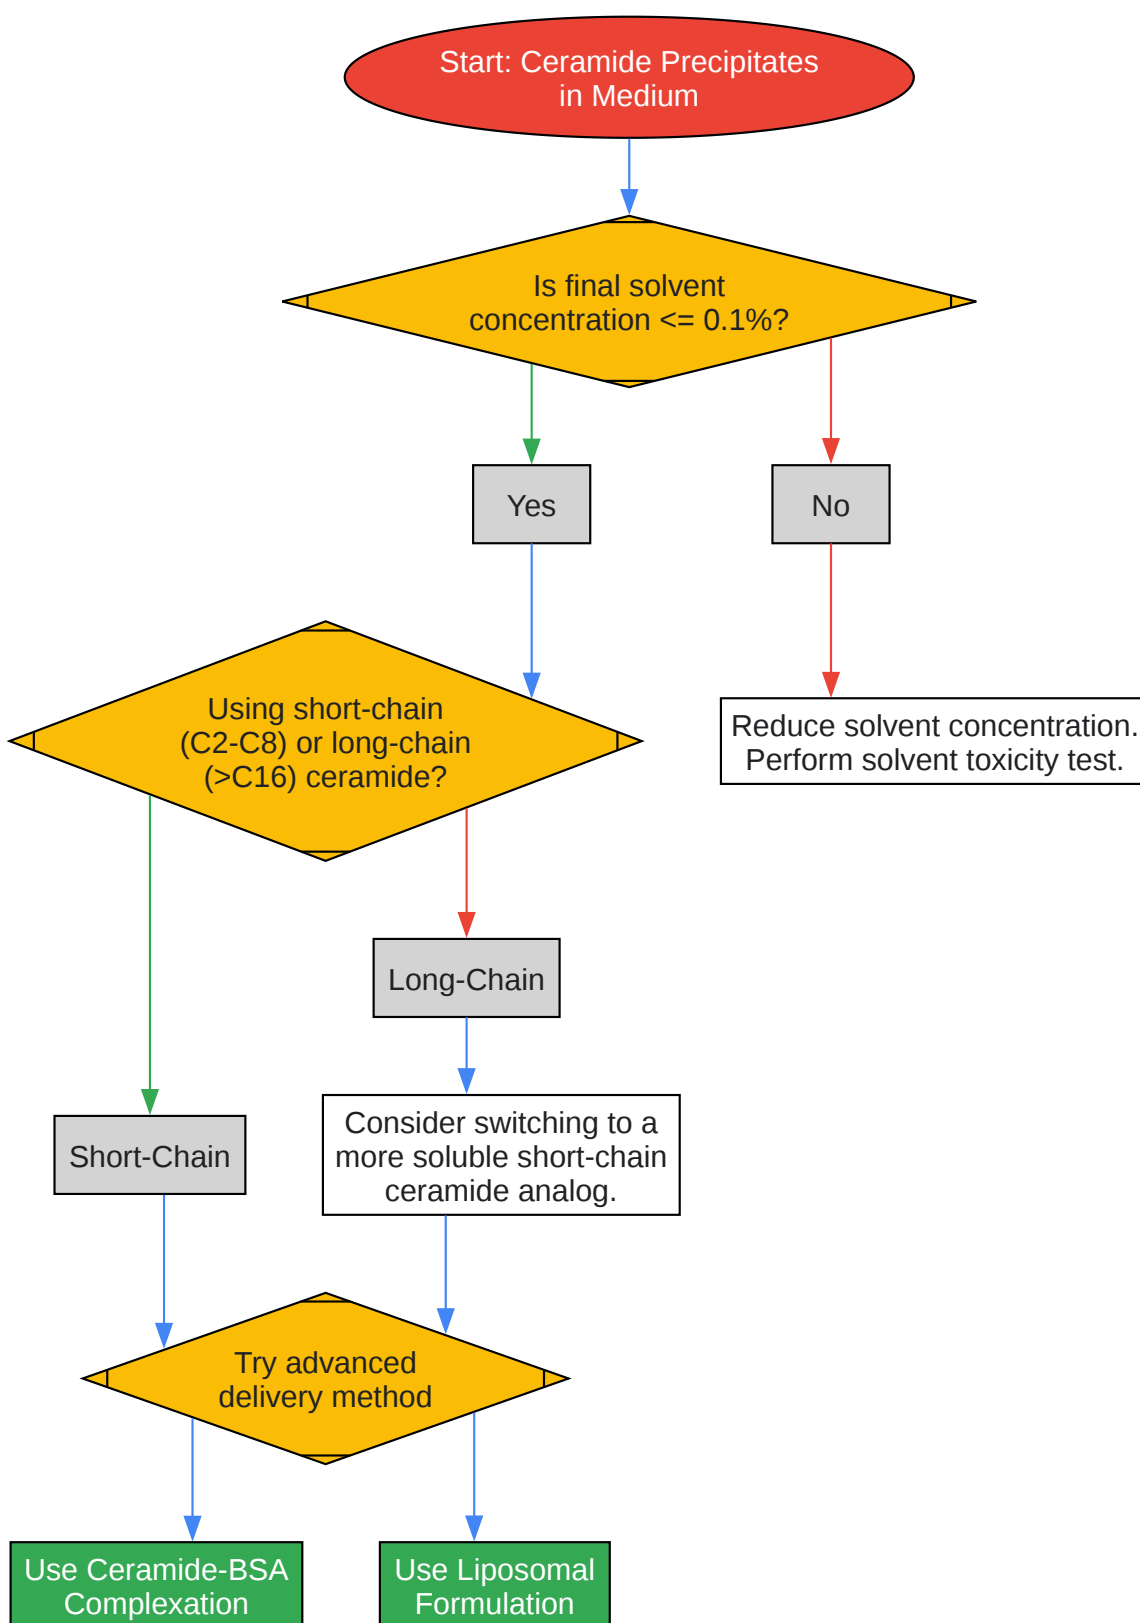 Start: Ceramide Precipitates
in Medium
Is final solvent
concentration <= 0.1%?
Yes
No
Using short-chain
(C2-C8) or long-chain
(>C16) ceramide?
Reduce solvent concentration.
Perform solvent toxicity test.
Long-Chain
Short-Chain
Consider switching to a
more soluble short-chain
ceramide analog.
Try advanced
delivery method
Use Ceramide-BSA
Complexation
Use Liposomal
Formulation